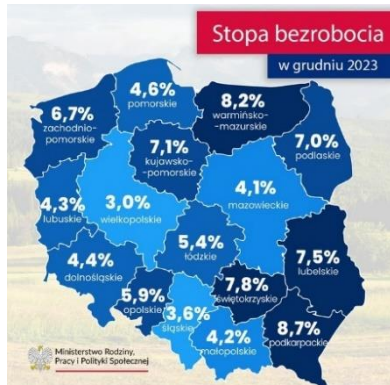 Stopa bezrobocia
w grudniu 2023
4,6%
pomorskie
8,2%
warmińsko-
mazurskie
6,7%
zachodnio-
pomorskie
7,1%
kujawsko-
pomorskie
7,0%
podlaskie
4,3%
lubuskie
3,0%
wielkopolskie
4,1%
mazowieckie
5,4%
łódzkie
4,4%
dolnośląskie
7,5%
lubelskie
5,9%
opolskie
3,6%
śląskie
7,8%
świętokrzyskie
4,2%
małopolskie
8,7%
podkarpackie
Ministerstwo Rodziny,
Pracy i Polityki Społecznej